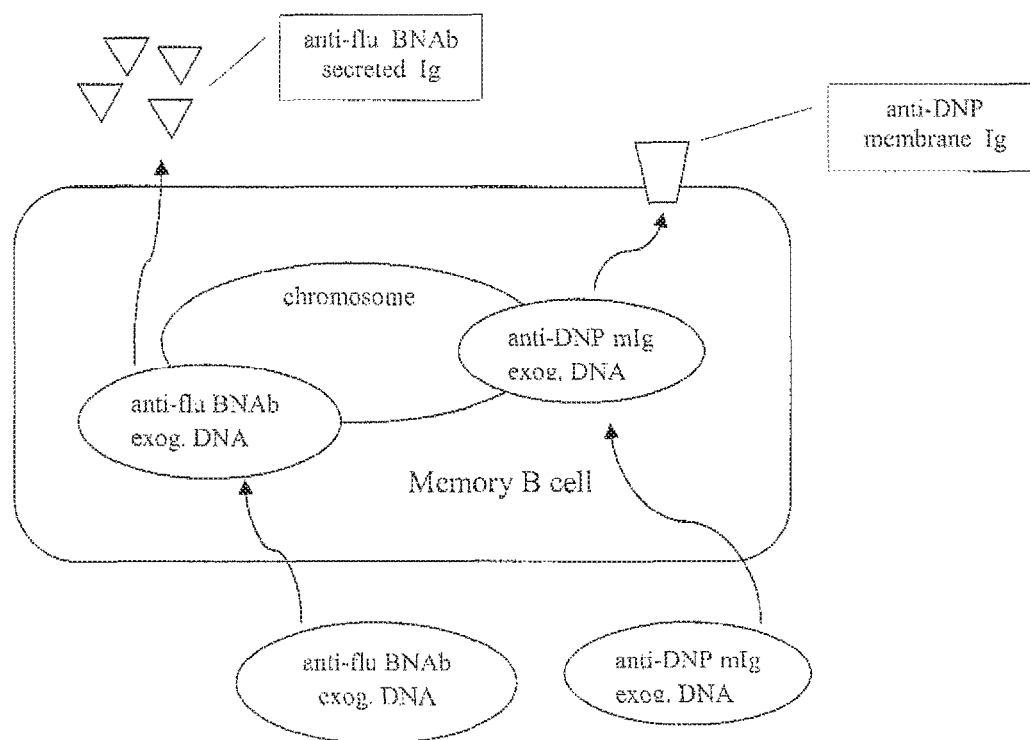 anti-flu BNAb
secreted Ig
anti-DNP
membrane Ig
chromosome
anti-DNP mIg
exog. DNA
anti-flu BNAb
exog. DNA
Memory B cell
anti-flu BNAb
exog. DNA
anti-DNP mIg
exog. DNA